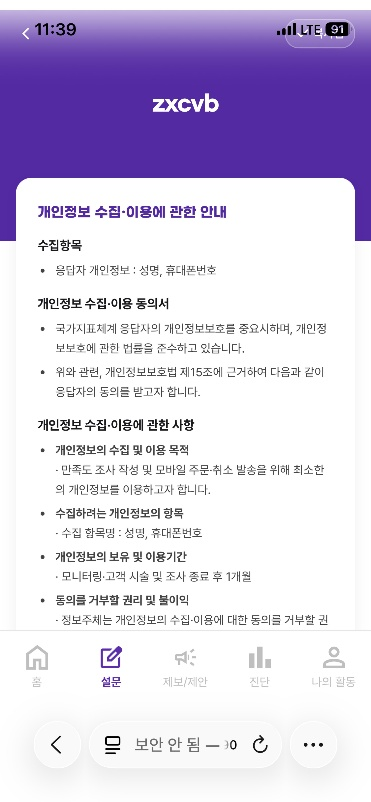 11:39
LTE 91
zxcvb
개인정보 수집·이용에 관한 안내
수집항목
• 응답자 개인정보 : 성명, 휴대폰번호
개인정보 수집·이용 동의서
• 국가지표체계 응답자의 개인정보보호를 중요시하며, 개인정
보보호에 관한 법률을 준수하고 있습니다.
• 위와 관련, 개인정보보호법 제15조에 근거하여 다음과 같이
응답자의 동의를 받고자 합니다.
개인정보 수집·이용에 관한 사항
• 개인정보의 수집 및 이용 목적
- 만족도 조사 작성 및 모바일 주문·취소 발송을 위해 최소한
의 개인정보를 이용하고자 합니다.
• 수집하려는 개인정보의 항목
- 수집 항목명 : 성명, 휴대폰번호
• 개인정보의 보유 및 이용기간
- 모니터링·고객 시술 및 조사 종료 후 1개월
• 동의를 거부할 권리 및 불이익
- 정보주체는 개인정보의 수집·이용에 대한 동의를 거부할 권
홈
설문
제보/제안
진단
나의 활동
보안 안 됨 —